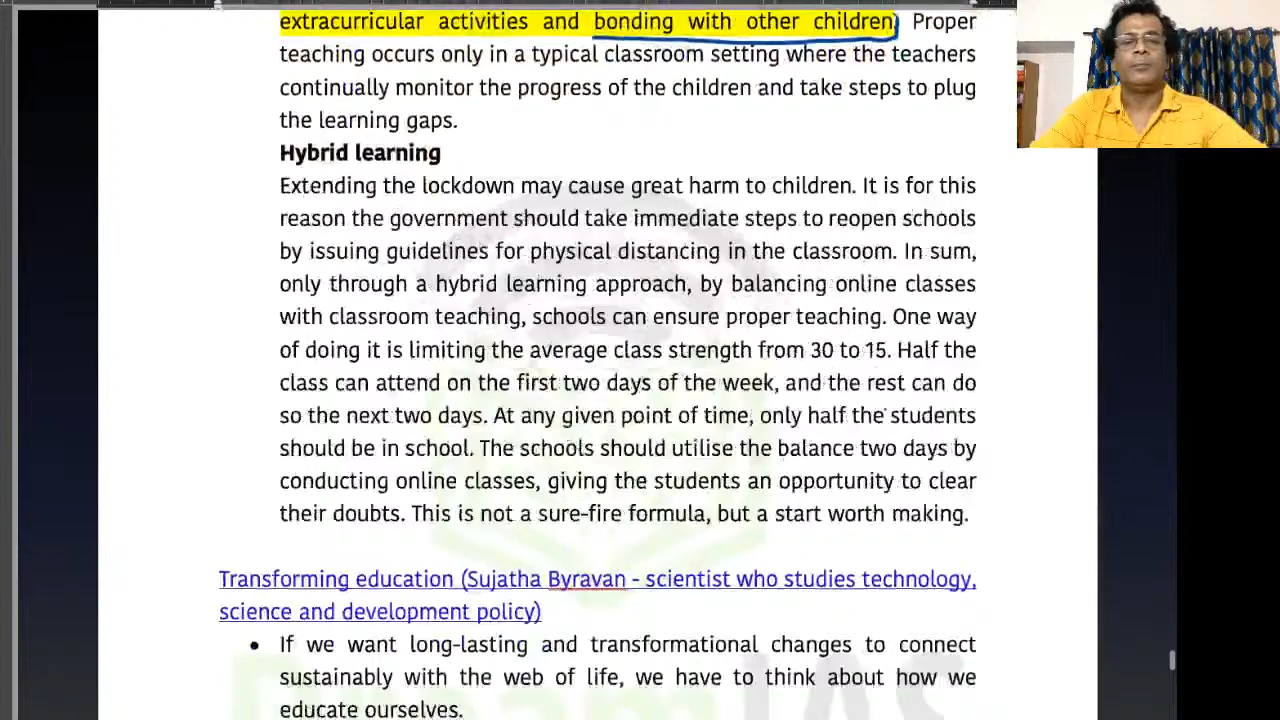 extracurricular activities and bonding with other children. Proper
teaching occurs only in a typical classroom setting where the teachers
continually monitor the progress of the children and take steps to plug
the learning gaps.
Hybrid learning
Extending the lockdown may cause great harm to children. It is for this
reason the government should take immediate steps to reopen schools
by issuing guidelines for physical distancing in the classroom. In sum,
only through a hybrid learning approach, by balancing online classes
with classroom teaching, schools can ensure proper teaching. One way
of doing it is limiting the average class strength from 30 to 15. Half the
class can attend on the first two days of the week, and the rest can do
so the next two days. At any given point of time, only half the students
should be in school. The schools should utilise the balance two days by
conducting online classes, giving the students an opportunity to clear
their doubts. This is not a sure-fire formula, but a start worth making.
Transforming education (Sujatha Byravan - scientist who studies technology,
science and development policy)
• If we want long-lasting and transformational changes to connect
sustainably with the web of life, we have to think about how we
educate ourselves.